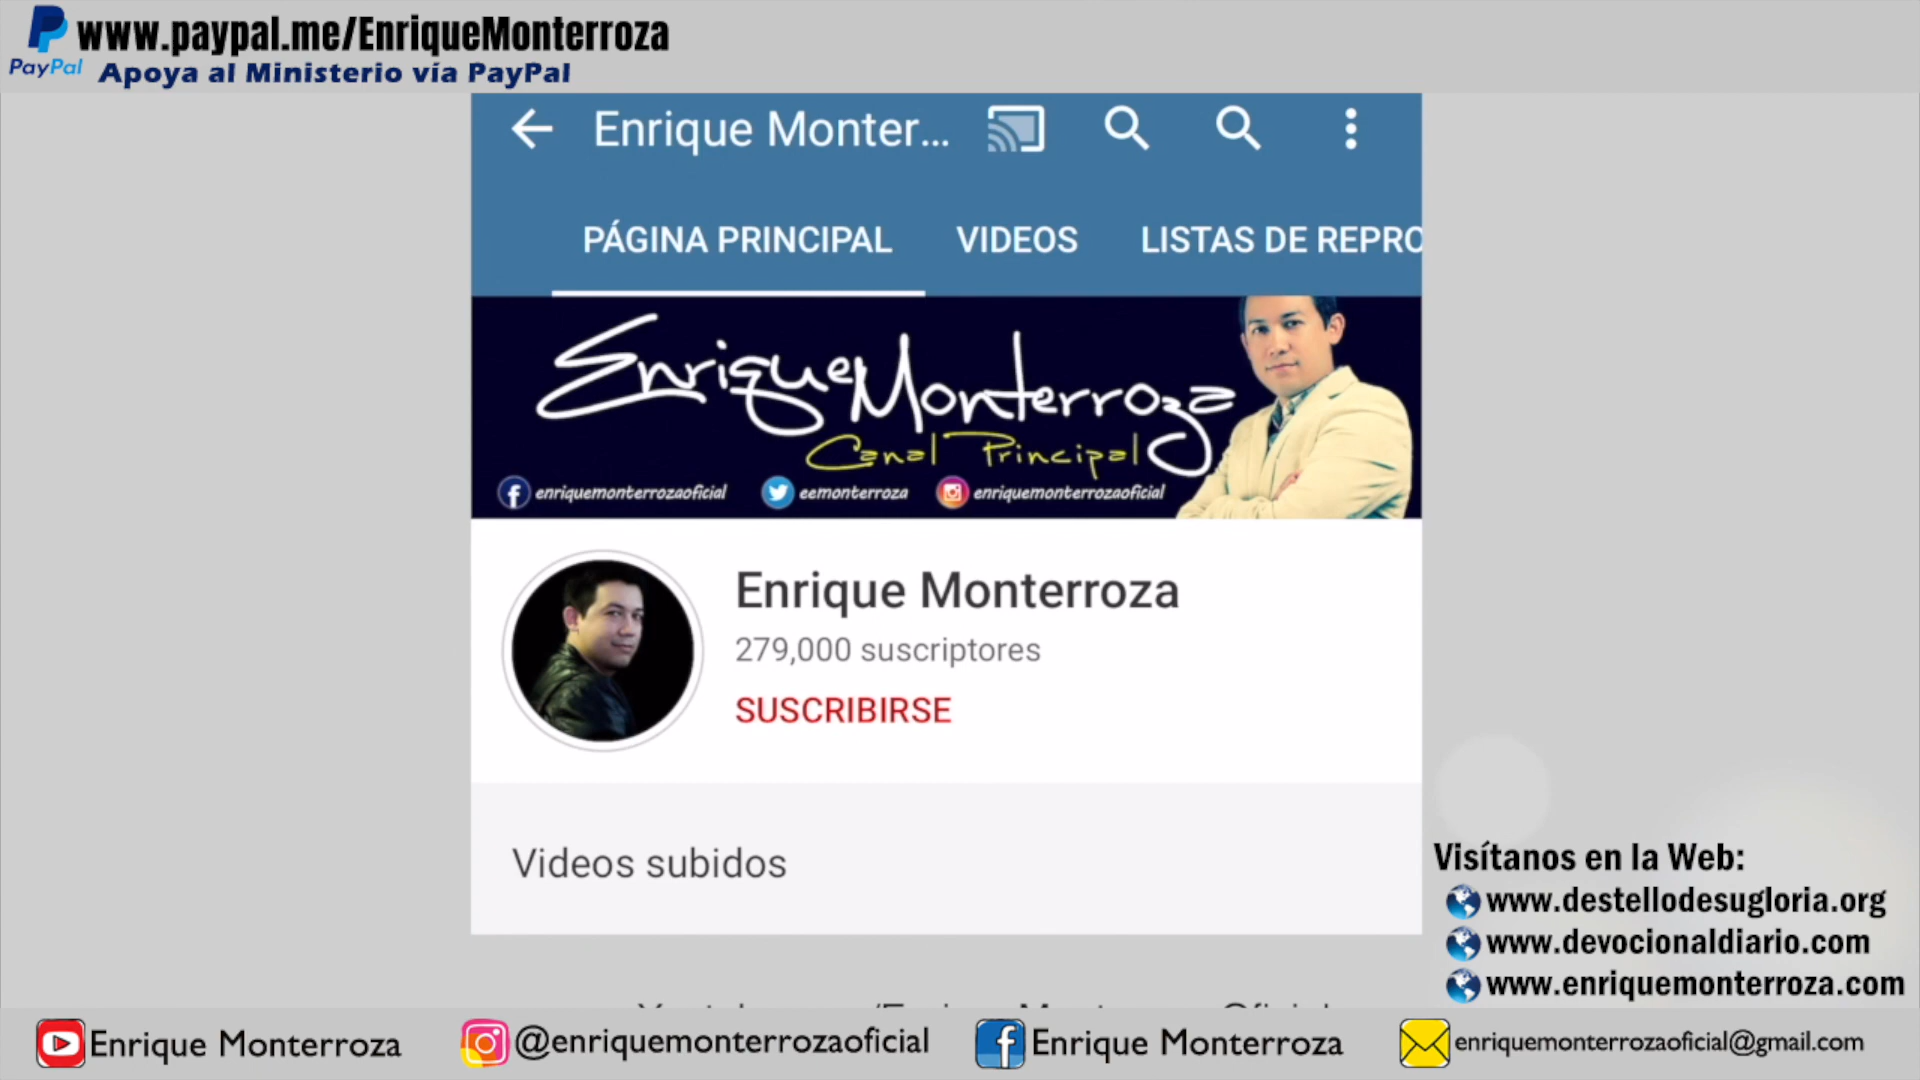 www.paypal.me/EnriqueMonterroza
PayPal
Apoya al Ministerio vía PayPal
Enrique Monter...
PÁGINA PRINCIPAL VIDEOS LISTAS DE REPRO
Enrique Monterroza
Canal Principal
enriquemonterrozaoficial eemonterroza enriquemonterrozaoficial
Enrique Monterroza
279,000 suscriptores
SUSCRIBIRSE
Videos subidos
Visítanos en la Web:
www.destellodesugloria.org
www.devocionaldiario.com
www.enriquemonterroza.com
Enrique Monterroza @enriquemonterrozaoficial Enrique Monterroza enriquemonterrozaoficial@gmail.com